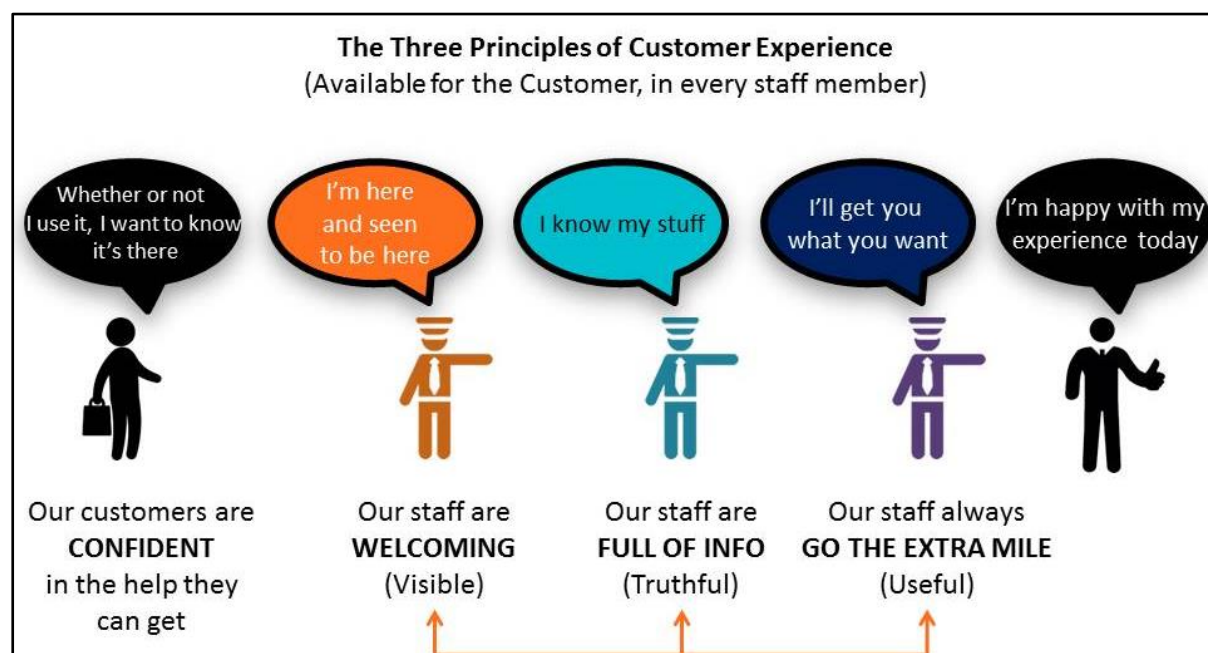 The Three Principles of Customer Experience
(Available for the Customer, in every staff member)
Whether or not
I use it, I want to know
it's there
I'm here
and seen
to be here
I know my stuff
I'll get you
what you want
I'm happy with my
experience today
Our customers are
CONFIDENT
in the help they
can get
Our staff are
WELCOMING
(Visible)
Our staff are
FULL OF INFO
(Truthful)
Our staff always
GO THE EXTRA MILE
(Useful)